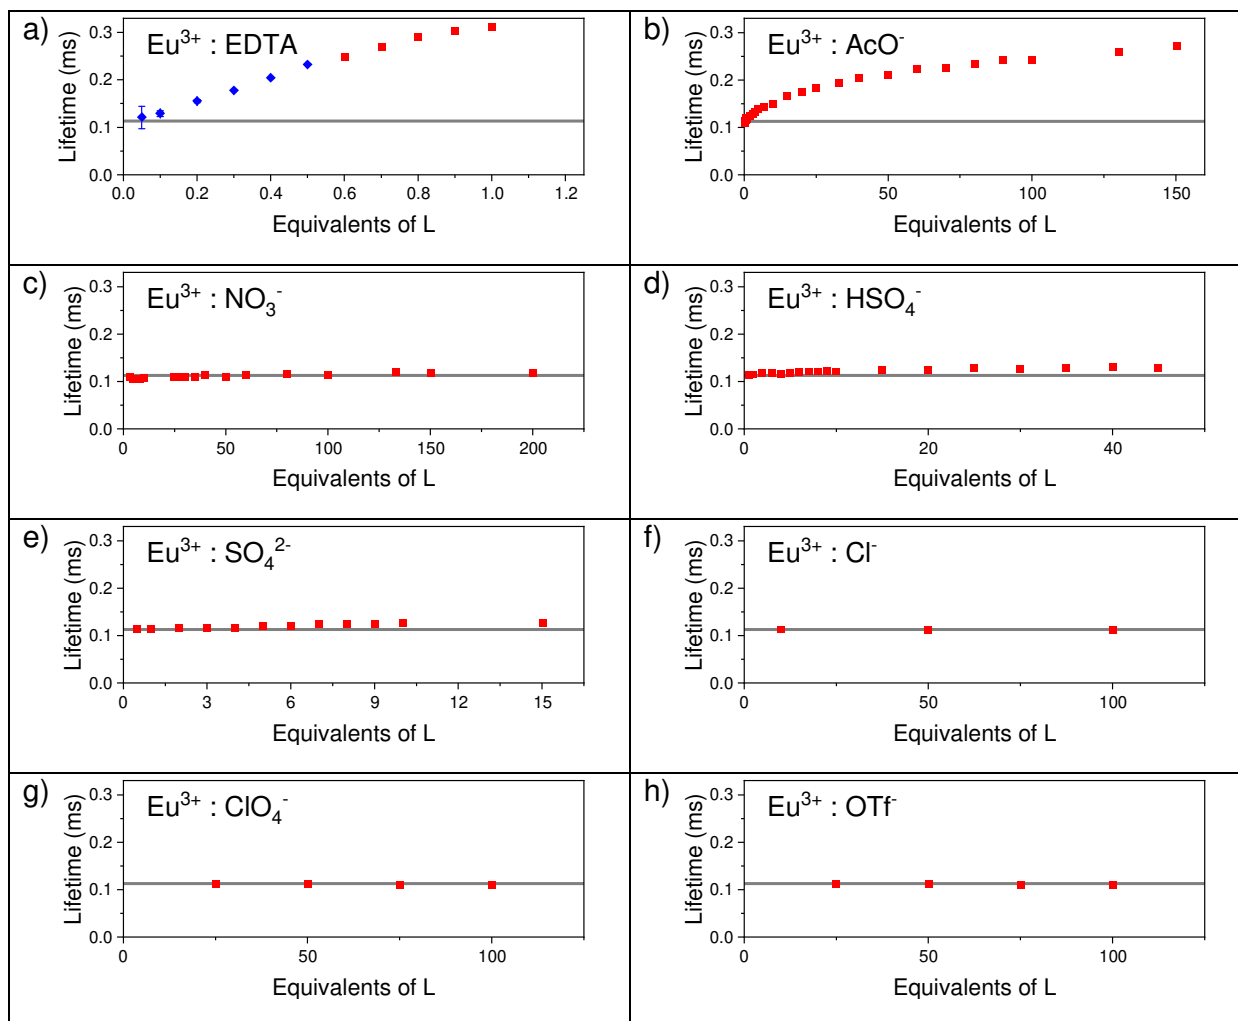 a)
Eu³⁺ : EDTA
Lifetime (ms)
0.3
0.2
0.1
0.0
0.0 0.2 0.4 0.6 0.8 1.0 1.2
Equivalents of L
b)
Eu³⁺ : AcO⁻
Lifetime (ms)
0.3
0.2
0.1
0.0
0 50 100 150
Equivalents of L
c)
Eu³⁺ : NO₃⁻
Lifetime (ms)
0.3
0.2
0.1
0.0
0 50 100 150 200
Equivalents of L
d)
Eu³⁺ : HSO₄⁻
Lifetime (ms)
0.3
0.2
0.1
0.0
0 20 40
Equivalents of L
e)
Eu³⁺ : SO₄²⁻
Lifetime (ms)
0.3
0.2
0.1
0.0
0 3 6 9 12 15
Equivalents of L
f)
Eu³⁺ : Cl⁻
Lifetime (ms)
0.3
0.2
0.1
0.0
0 50 100
Equivalents of L
g)
Eu³⁺ : ClO₄⁻
Lifetime (ms)
0.3
0.2
0.1
0.0
0 50 100
Equivalents of L
h)
Eu³⁺ : OTf⁻
Lifetime (ms)
0.3
0.2
0.1
0.0
0 50 100
Equivalents of L